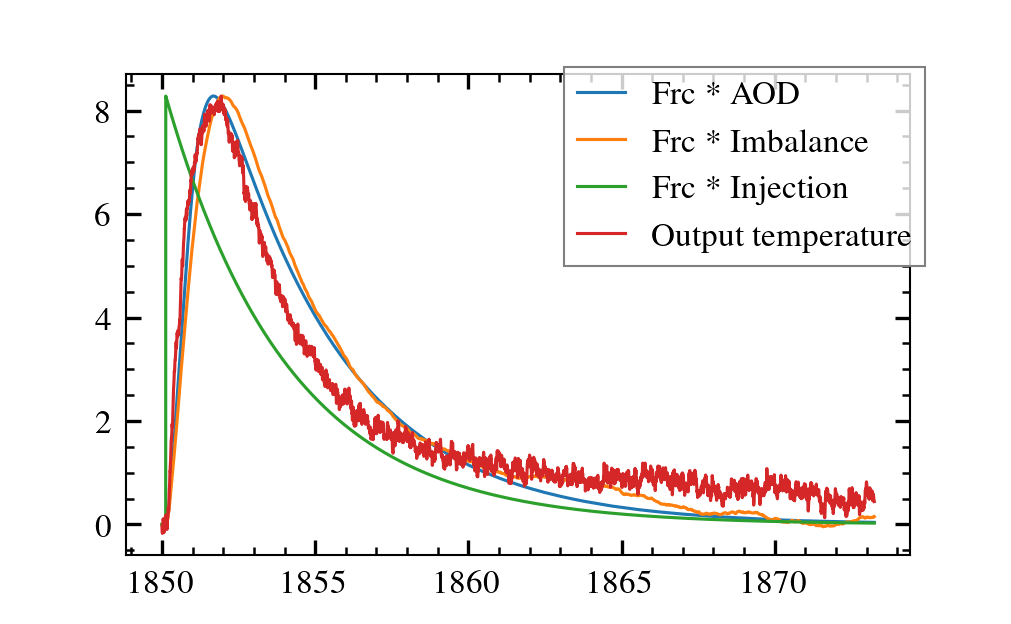 Frc * AOD
Frc * Imbalance
Frc * Injection
Output temperature
8
6
4
2
0
1850 1855 1860 1865 1870